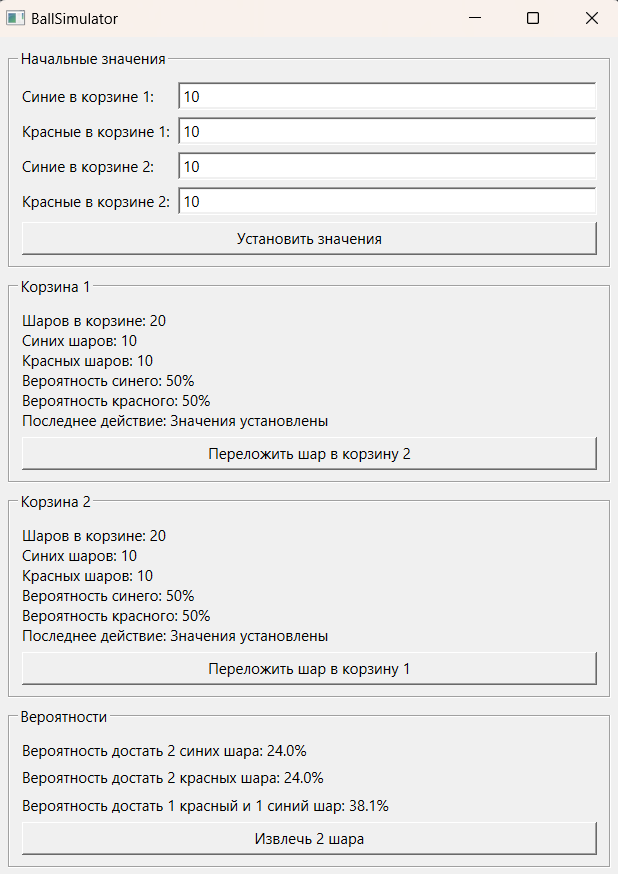 BallSimulator
Начальные значения
Синие в корзине 1: 10
Красные в корзине 1: 10
Синие в корзине 2: 10
Красные в корзине 2: 10
Установить значения
Корзина 1
Шаров в корзине: 20
Синих шаров: 10
Красных шаров: 10
Вероятность синего: 50%
Вероятность красного: 50%
Последнее действие: Значения установлены
Переложить шар в корзину 2
Корзина 2
Шаров в корзине: 20
Синих шаров: 10
Красных шаров: 10
Вероятность синего: 50%
Вероятность красного: 50%
Последнее действие: Значения установлены
Переложить шар в корзину 1
Вероятности
Вероятность достать 2 синих шара: 24.0%
Вероятность достать 2 красных шара: 24.0%
Вероятность достать 1 красный и 1 синий шар: 38.1%
Извлечь 2 шара